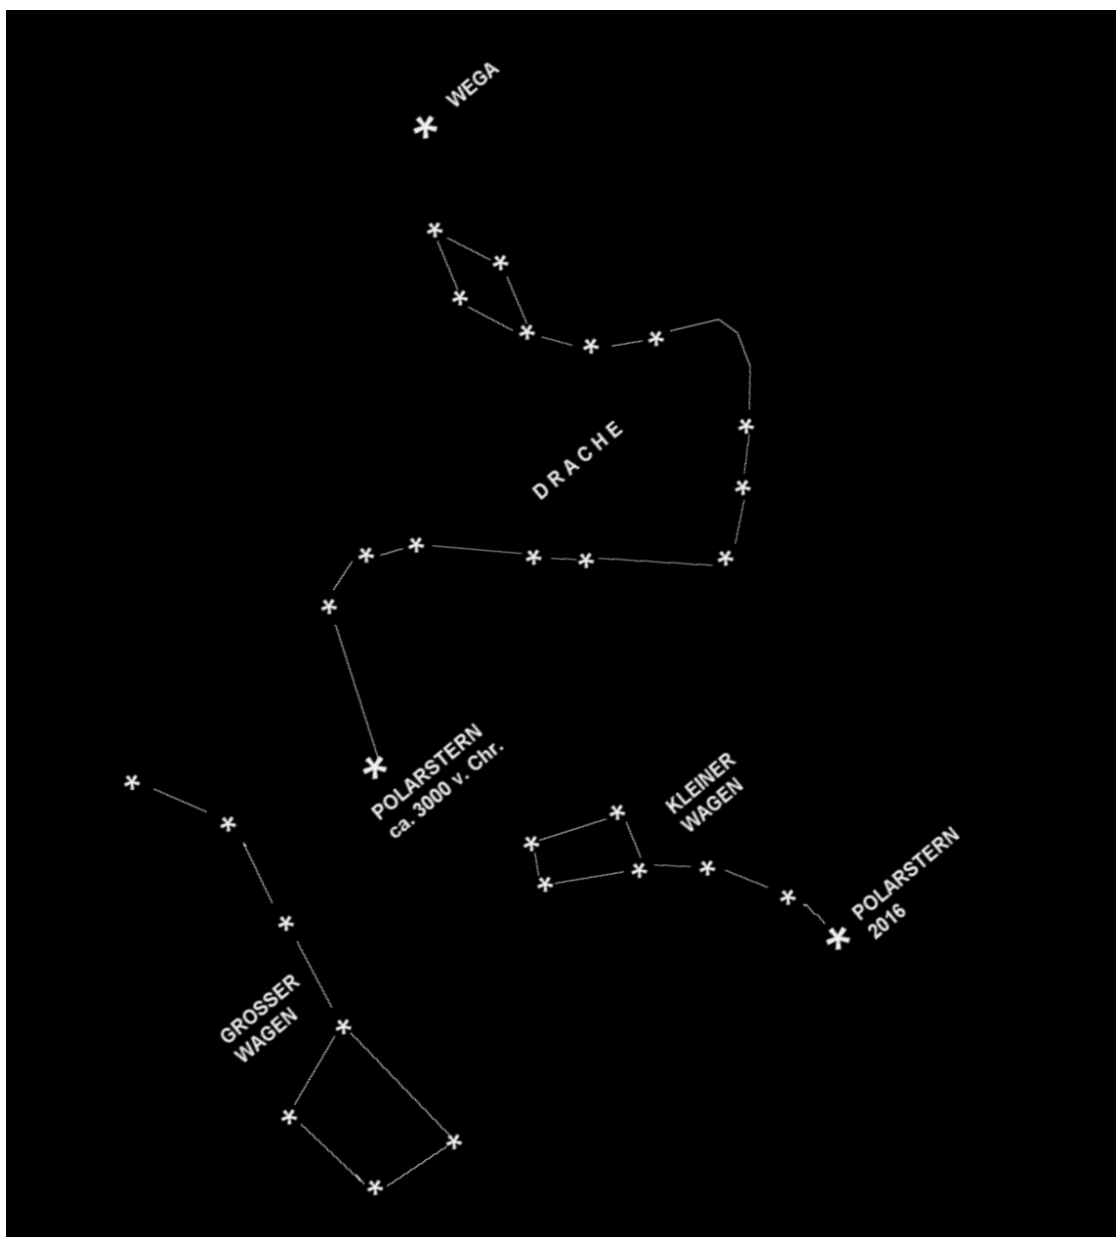 WEGA
DRACHE
POLARSTERN
ca. 3000 v. Chr.
KLEINER
WAGEN
POLARSTERN
2016
GROSSER
WAGEN